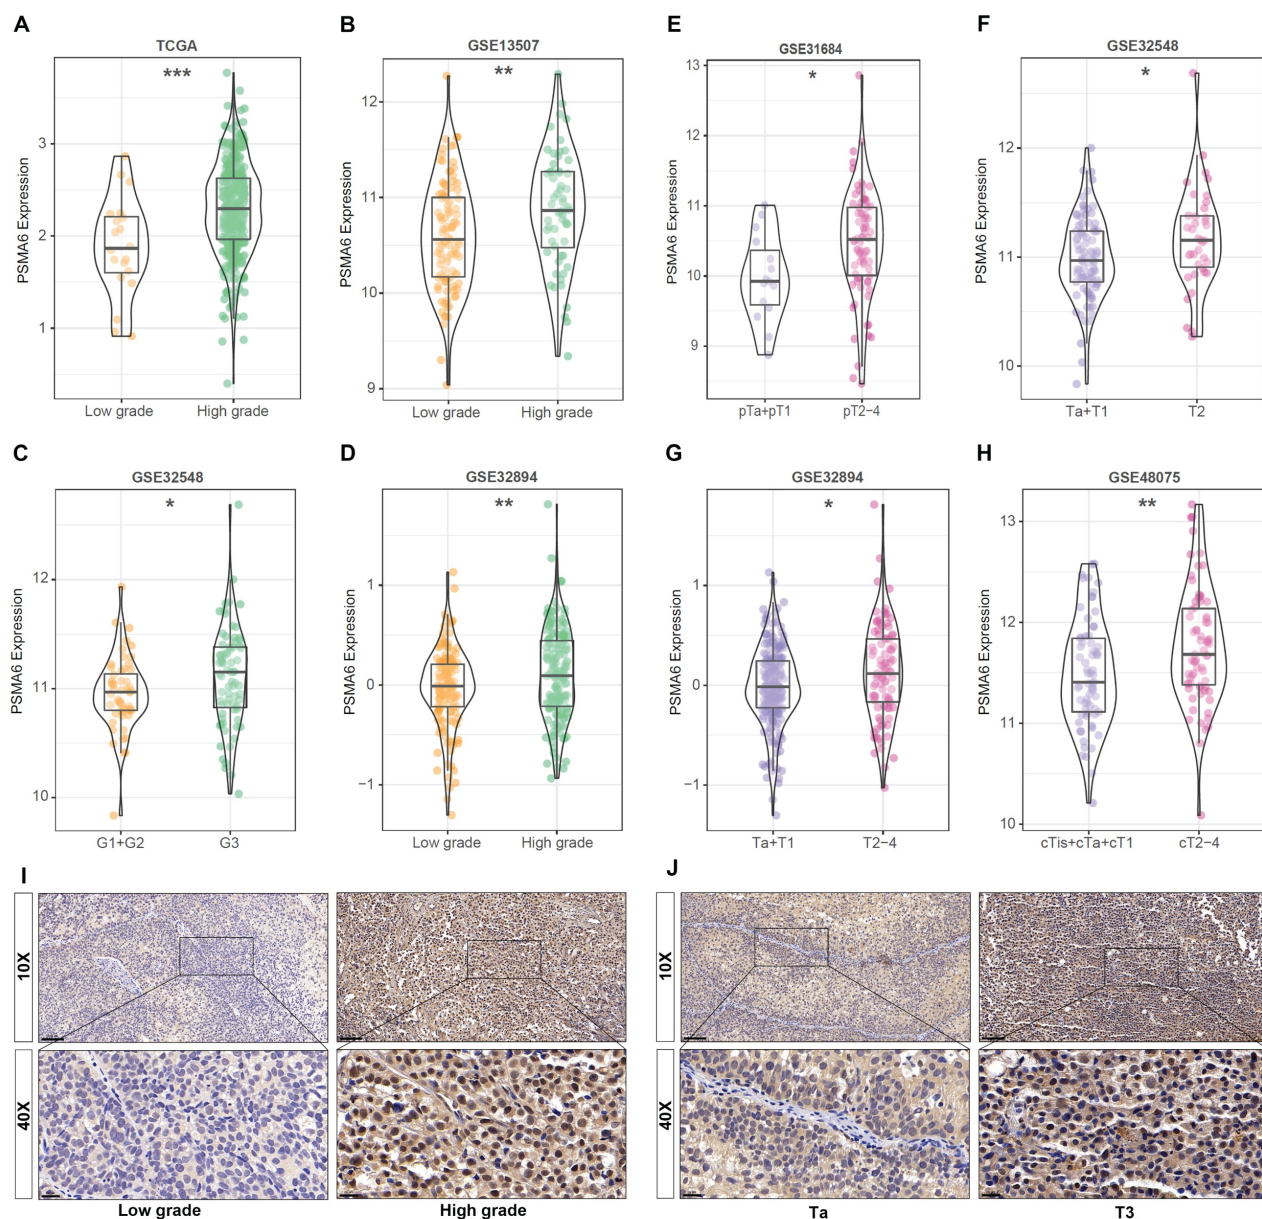 A
TCGA
***
PSMA6 Expression
3
2
1
Low grade
High grade
B
GSE13507
**
PSMA6 Expression
12
11
10
9
Low grade
High grade
E
GSE31684
*
PSMA6 Expression
13
12
11
10
9
pTa+pT1
pT2−4
F
GSE32548
*
PSMA6 Expression
12
11
10
Ta+T1
T2
C
GSE32548
*
PSMA6 Expression
12
11
10
G1+G2
G3
D
GSE32894
**
PSMA6 Expression
1
0
−1
Low grade
High grade
G
GSE32894
*
PSMA6 Expression
1
0
−1
Ta+T1
T2−4
H
GSE48075
**
PSMA6 Expression
13
12
11
10
cTis+cTa+cT1
cT2−4
I
10X
40X
Low grade
High grade
J
10X
40X
Ta
T3